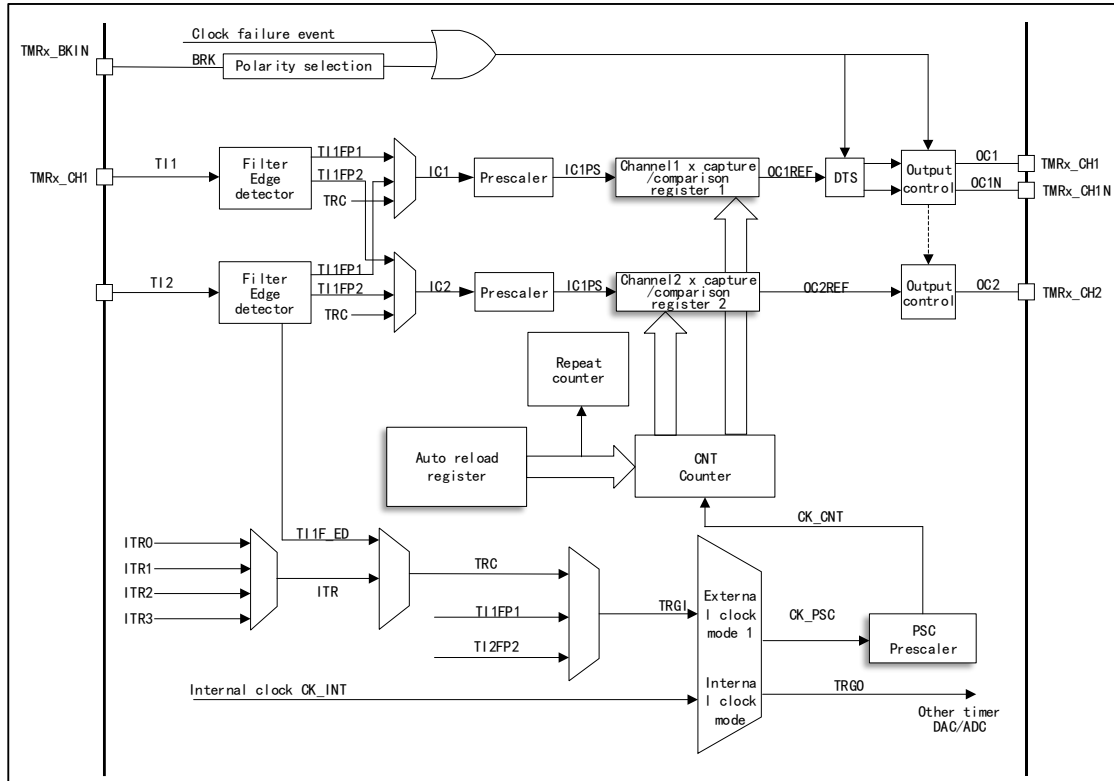 Clock failure event
TMRx_BKIN
BRK
Polarity selection
TMRx_CH1
TI1
Filter
Edge
detector
TI1FP1
TI1FP2
TRC
IC1
Prescaler
IC1PS
Channel1 x capture
/comparison
register 1
OC1REF
DTS
Output
control
OC1
OC1N
TMRx_CH1
TMRx_CH1N
TI2
Filter
Edge
detector
TI1FP1
TI1FP2
TRC
IC2
Prescaler
IC1PS
Channel2 x capture
/comparison
register 2
OC2REF
Output
control
OC2
TMRx_CH2
Repeat
counter
Auto reload
register
CNT
Counter
CK_CNT
ITR0
ITR1
ITR2
ITR3
TI1F_ED
ITR
TRC
TI1FP1
TI2FP2
TRGI
Externa
l clock
mode 1
CK_PSC
PSC
Prescaler
Internal clock CK_INT
Interna
l clock
mode
TRGO
Other timer
DAC/ADC